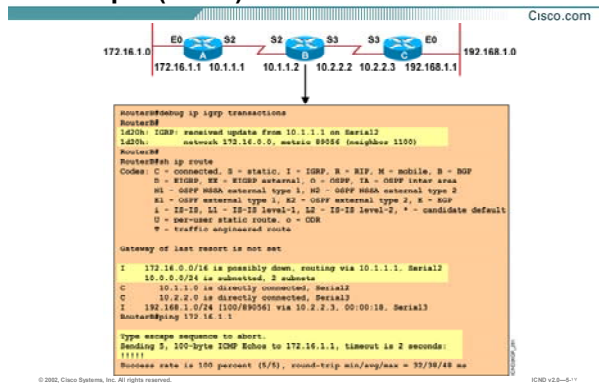 Cisco.com
E0 S2 S2 S3 S3 E0
172.16.1.0 A B C 192.168.1.0
172.16.1.1 10.1.1.1 10.1.1.2 10.2.2.2 10.2.2.3 192.168.1.1
RouterB#debug ip igrp transactions
RouterB#
1d20h: IGRP: received update from 10.1.1.1 on Serial2
1d20h: network 172.16.0.0, metric 89056 (neighbor 1100)
RouterB#
RouterB#sh ip route
Codes: C - connected, S - static, I - IGRP, R - RIP, M - mobile, B - BGP
D - EIGRP, EX - EIGRP external, O - OSPF, IA - OSPF inter area
N1 - OSPF NSSA external type 1, N2 - OSPF NSSA external type 2
E1 - OSPF external type 1, E2 - OSPF external type 2, E - EGP
i - IS-IS, L1 - IS-IS level-1, L2 - IS-IS level-2, * - candidate default
U - per-user static route, o - ODR
T - traffic engineered route
Gateway of last resort is not set
I 172.16.0.0/16 is possibly down, routing via 10.1.1.1, Serial2
10.0.0.0/24 is subnetted, 2 subnets
C 10.1.1.0 is directly connected, Serial2
C 10.2.2.0 is directly connected, Serial3
I 192.168.1.0/24 [100/89056] via 10.2.2.3, 00:00:18, Serial3
RouterB#ping 172.16.1.1
Type escape sequence to abort.
Sending 5, 100-byte ICMP Echos to 172.16.1.1, timeout is 2 seconds:
!!!!!
Success rate is 100 percent (5/5), round-trip min/avg/max = 32/38/48 ms
© 2002, Cisco Systems, Inc. All rights reserved.
ICND v2.0—5-